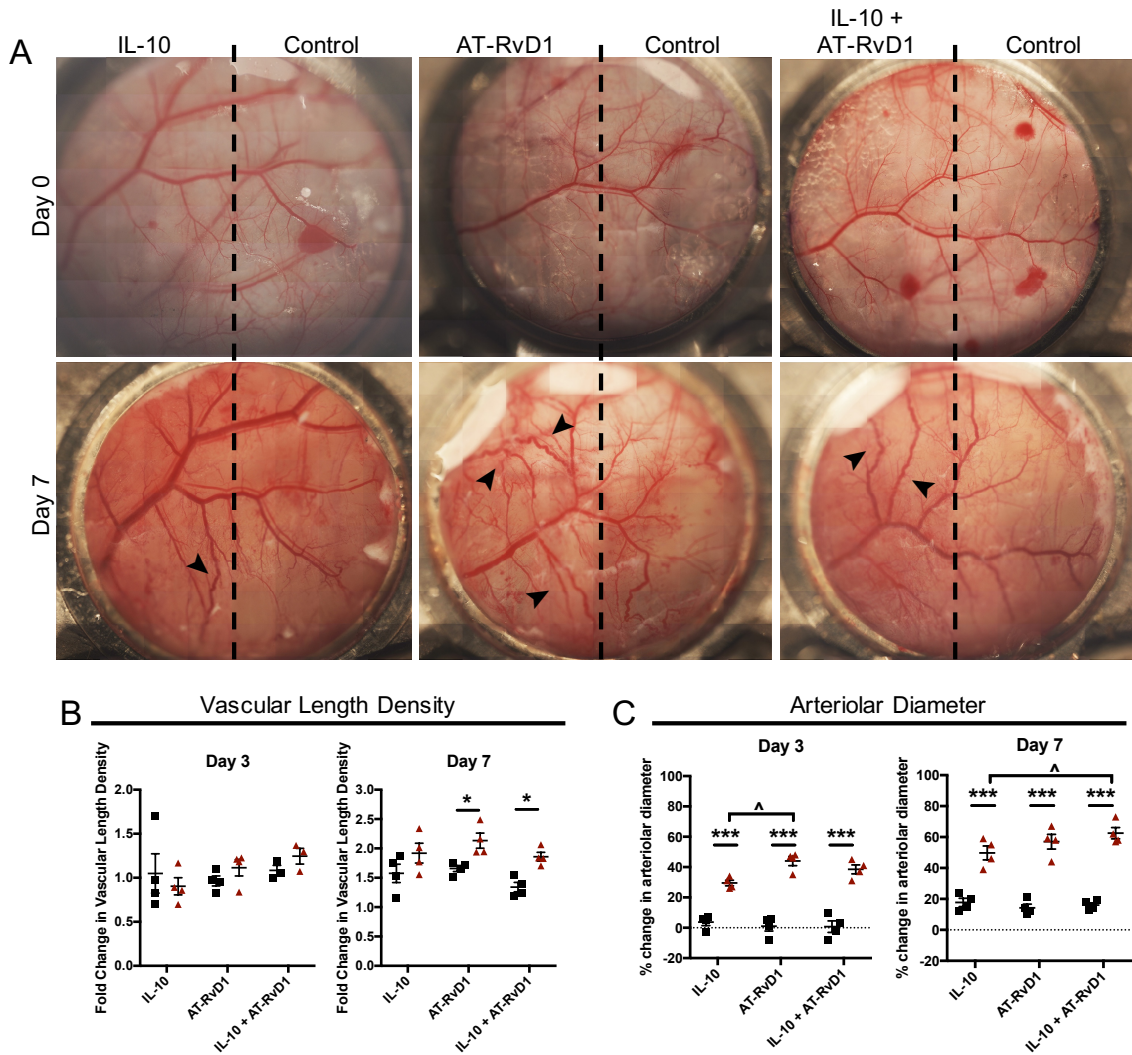 A
IL-10
Control
AT-RvD1
Control
IL-10 +
AT-RvD1
Control
Day 0
Day 7
B
Vascular Length Density
Day 3
Fold Change in Vascular Length Density
2.0
1.5
1.0
0.5
0.0
IL-10
AT-RvD1
IL-10 + AT-RvD1
Day 7
Fold Change in Vascular Length Density
3.0
2.5
2.0
1.5
1.0
0.5
0.0
*
*
IL-10
AT-RvD1
IL-10 + AT-RvD1
C
Arteriolar Diameter
Day 3
% change in arteriolar diameter
100
80
60
40
20
0
-20
^
***
***
***
IL-10
AT-RvD1
IL-10 + AT-RvD1
Day 7
% change in arteriolar diameter
100
80
60
40
20
0
-20
^
***
***
***
IL-10
AT-RvD1
IL-10 + AT-RvD1